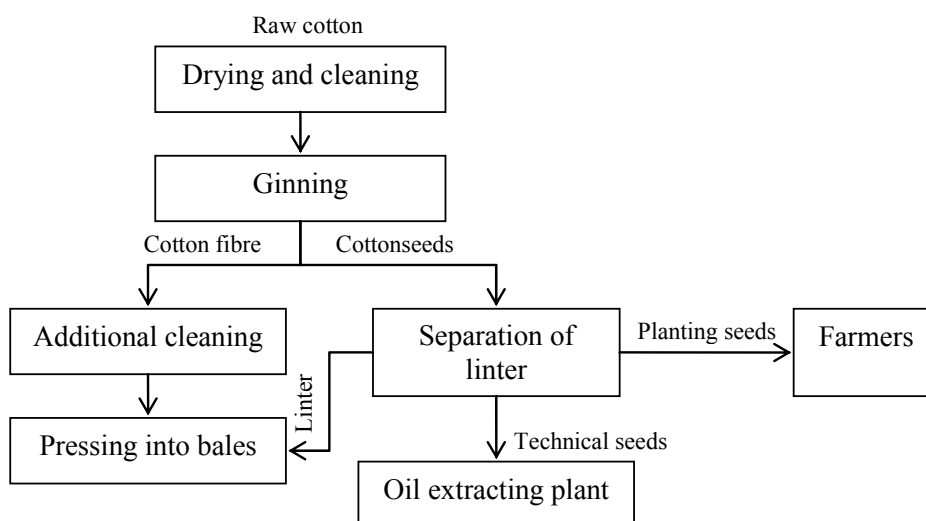 Raw cotton
Drying and cleaning
Ginning
Cotton fibre
Cottonseeds
Additional cleaning
Separation of
linter
Planting seeds
Farmers
Linter
Pressing into bales
Technical seeds
Oil extracting plant